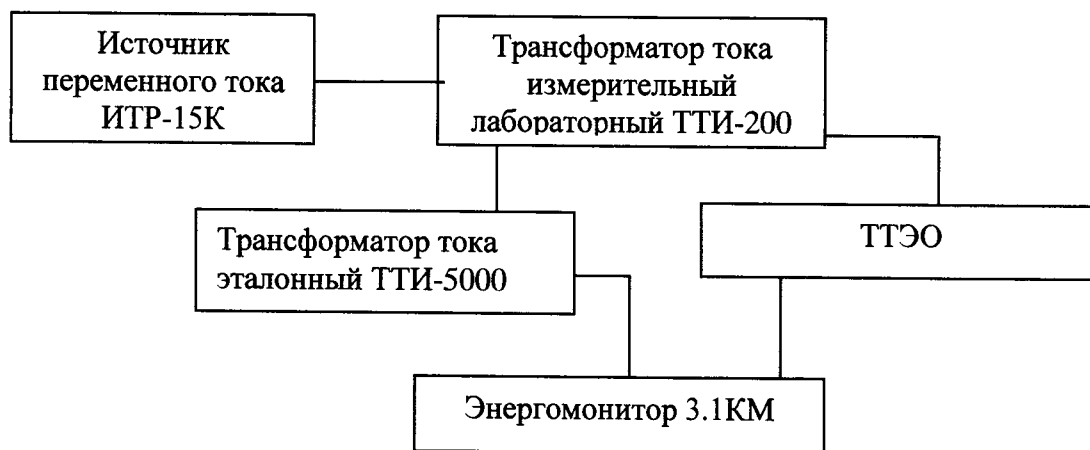 Источник
переменного тока
ИТР-15К
Трансформатор тока
измерительный
лабораторный ТТИ-200
Трансформатор тока
эталонный ТТИ-5000
ТТЭО
Энергомонитор 3.1КМ